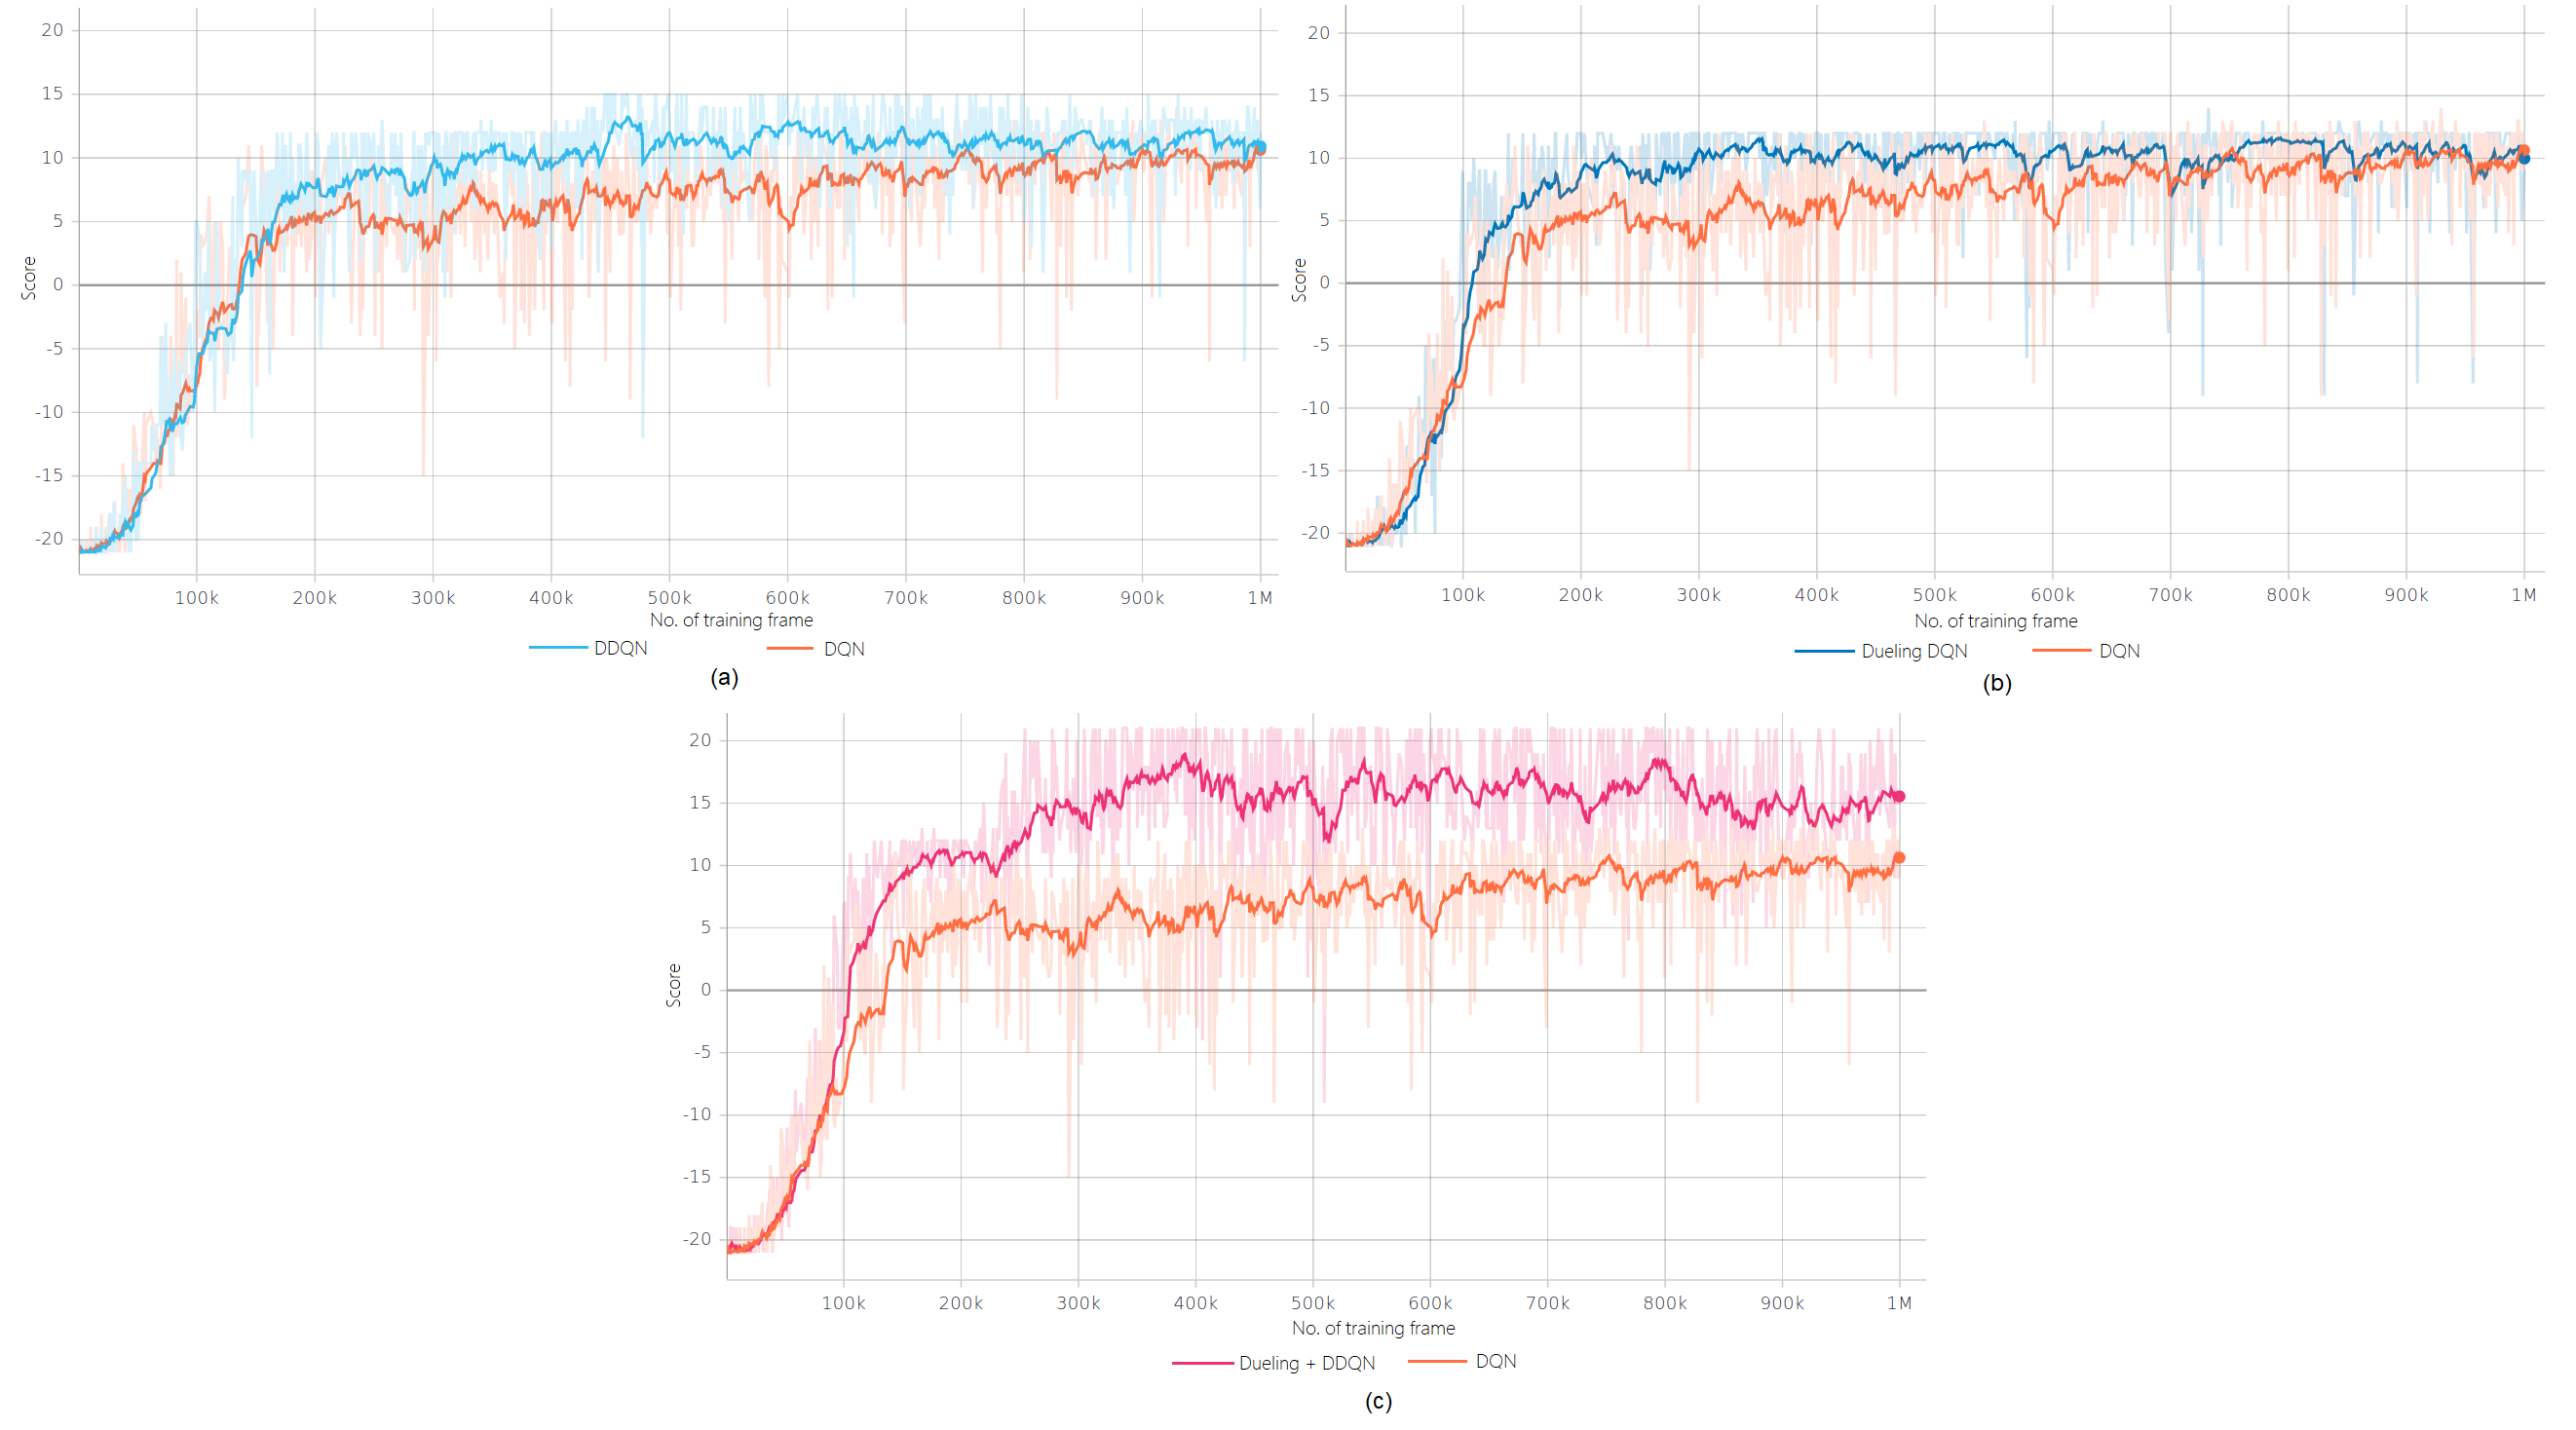 20
15
10
5
0
-5
-10
-15
-20
Score
100k 200k 300k 400k 500k 600k 700k 800k 900k 1M
No. of training frame
DDQN DQN
(a)
20
15
10
5
0
-5
-10
-15
-20
Score
100k 200k 300k 400k 500k 600k 700k 800k 900k 1M
No. of training frame
Dueling DQN DQN
(b)
20
15
10
5
0
-5
-10
-15
-20
Score
100k 200k 300k 400k 500k 600k 700k 800k 900k 1M
No. of training frame
Dueling + DDQN DQN
(c)